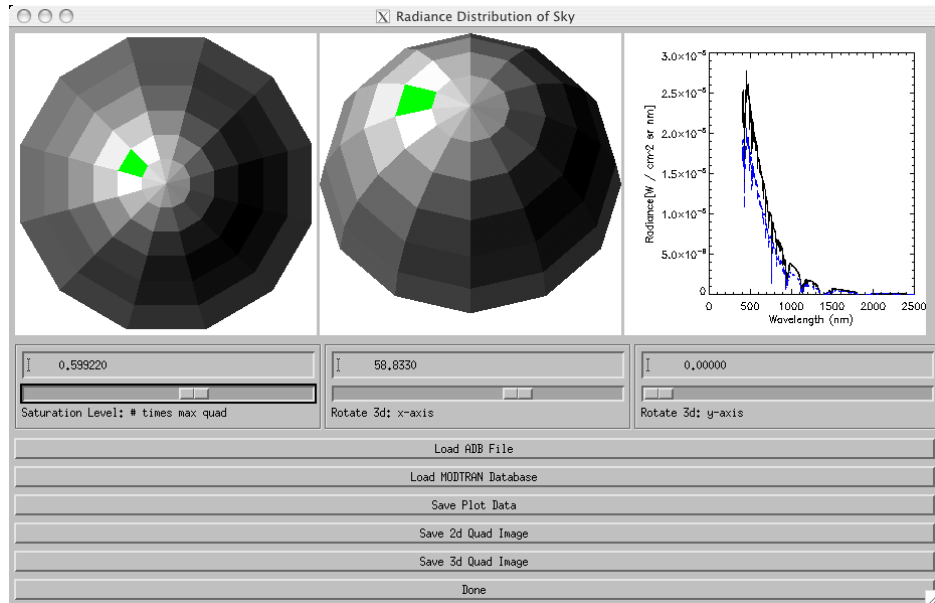 Radiance Distribution of Sky
Radiance[W / cm^2 sr nm]
3.0×10⁻⁵
2.5×10⁻⁵
2.0×10⁻⁵
1.5×10⁻⁵
1.0×10⁻⁵
5.0×10⁻⁶
0
0 500 1000 1500 2000 2500
Wavelength (nm)
0.599220
58.8330
0.00000
Saturation Level: # times max quad
Rotate 3d: x-axis
Rotate 3d: y-axis
Load ADB File
Load MODTRAN Database
Save Plot Data
Save 2d Quad Image
Save 3d Quad Image
Done